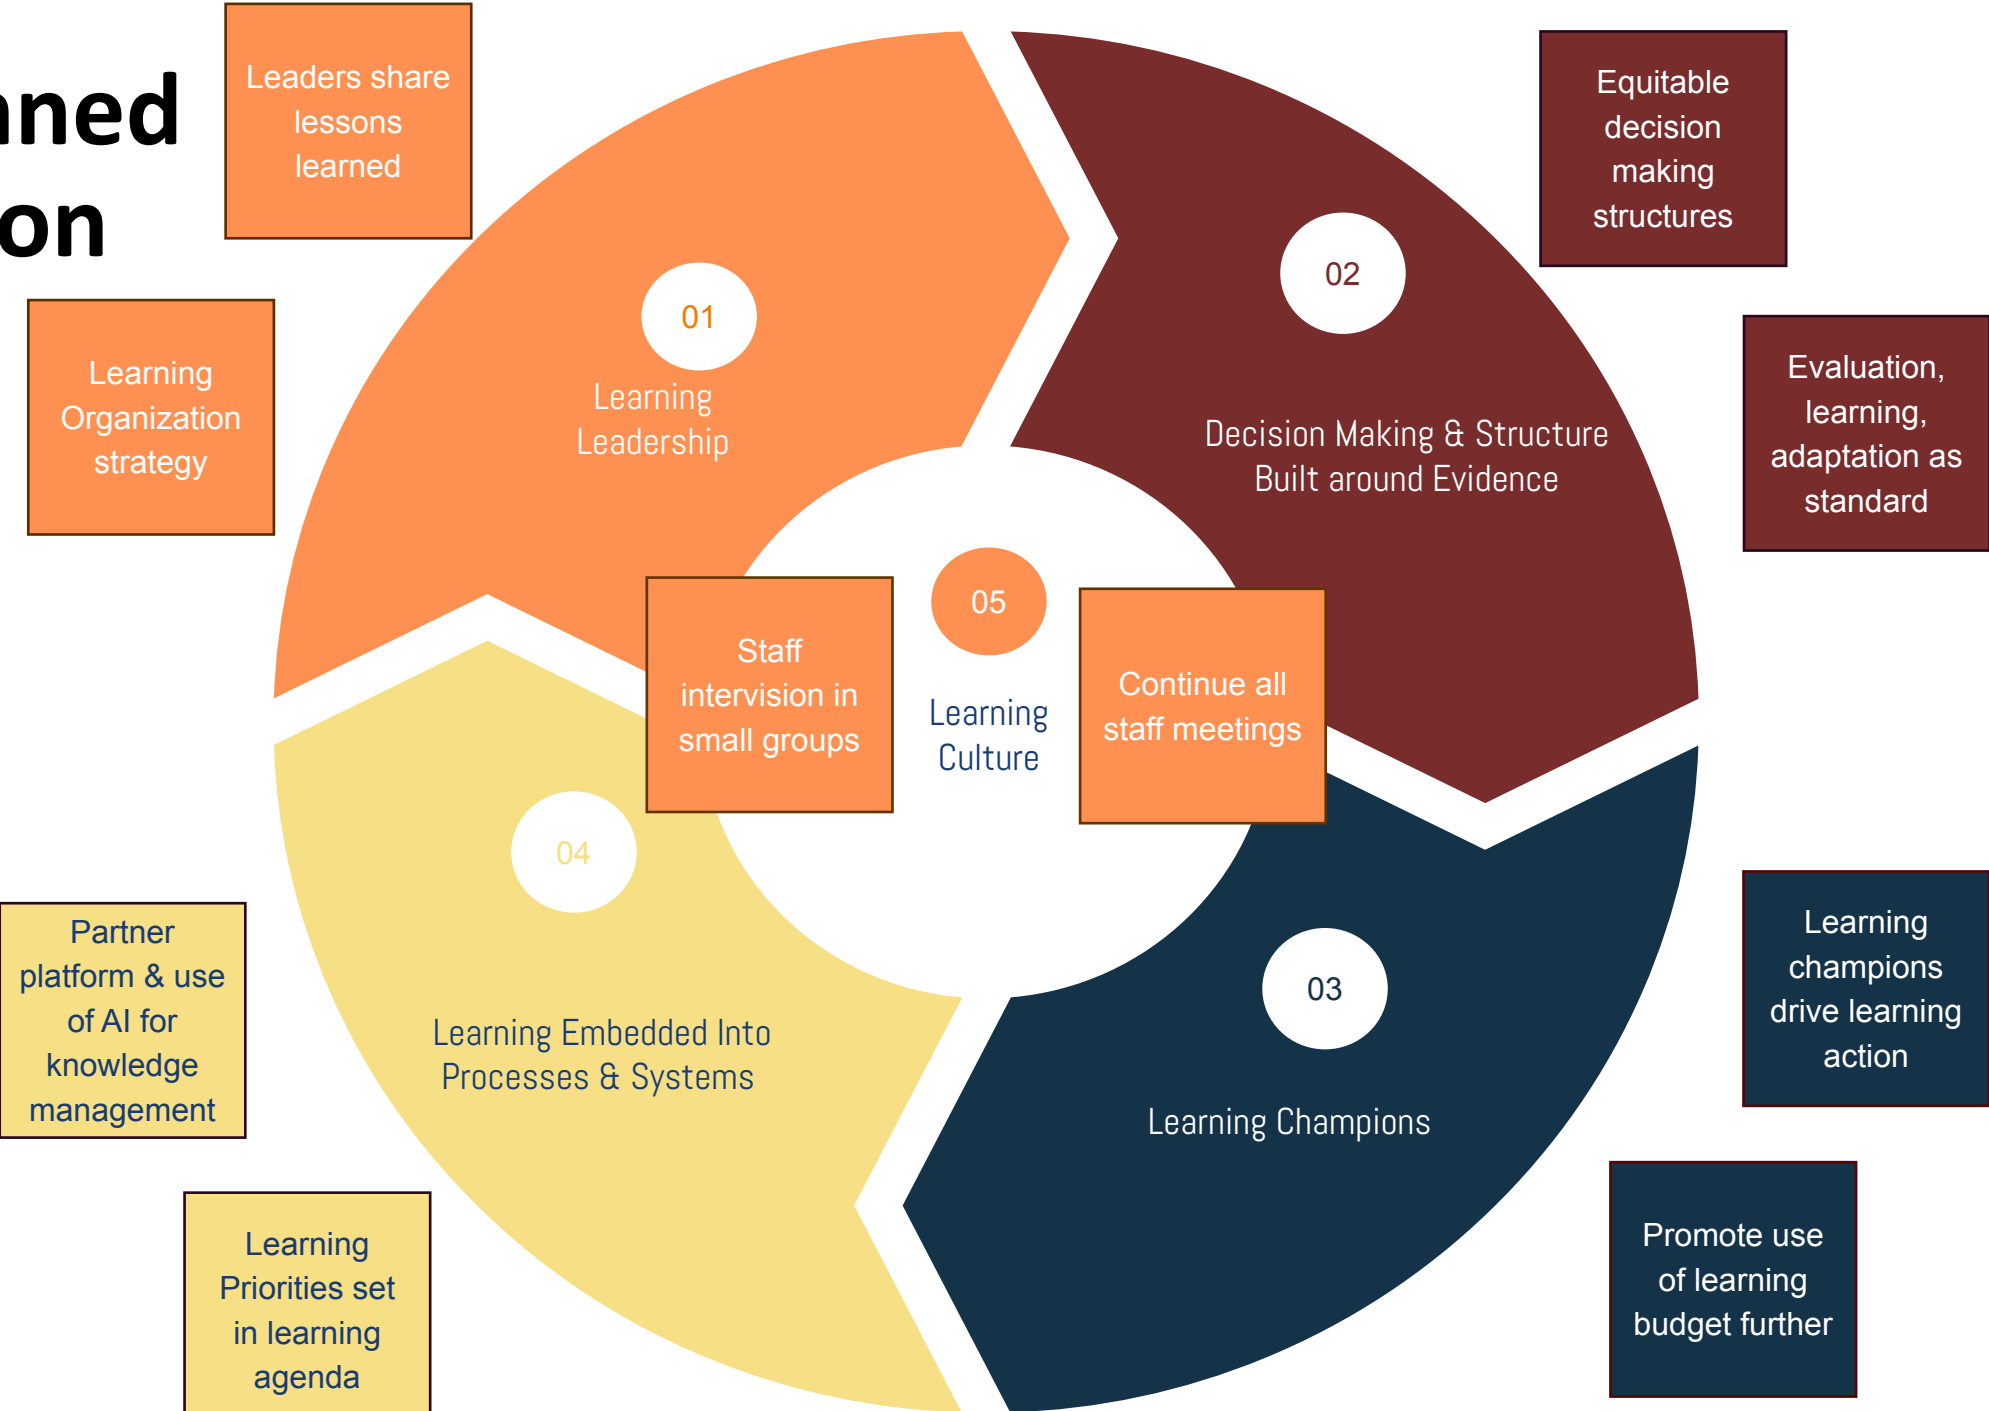 nned
on
Leaders share
lessons
learned
Learning
Organization
strategy
01
Learning
Leadership
02
Decision Making & Structure
Built around Evidence
Equitable
decision
making
structures
Evaluation,
learning,
adaptation as
standard
Staff
intervision in
small groups
05
Learning
Culture
Continue all
staff meetings
04
Learning Embedded Into
Processes & Systems
Partner
platform & use
of AI for
knowledge
management
Learning
Priorities set
in learning
agenda
03
Learning Champions
Learning
champions
drive learning
action
Promote use
of learning
budget further